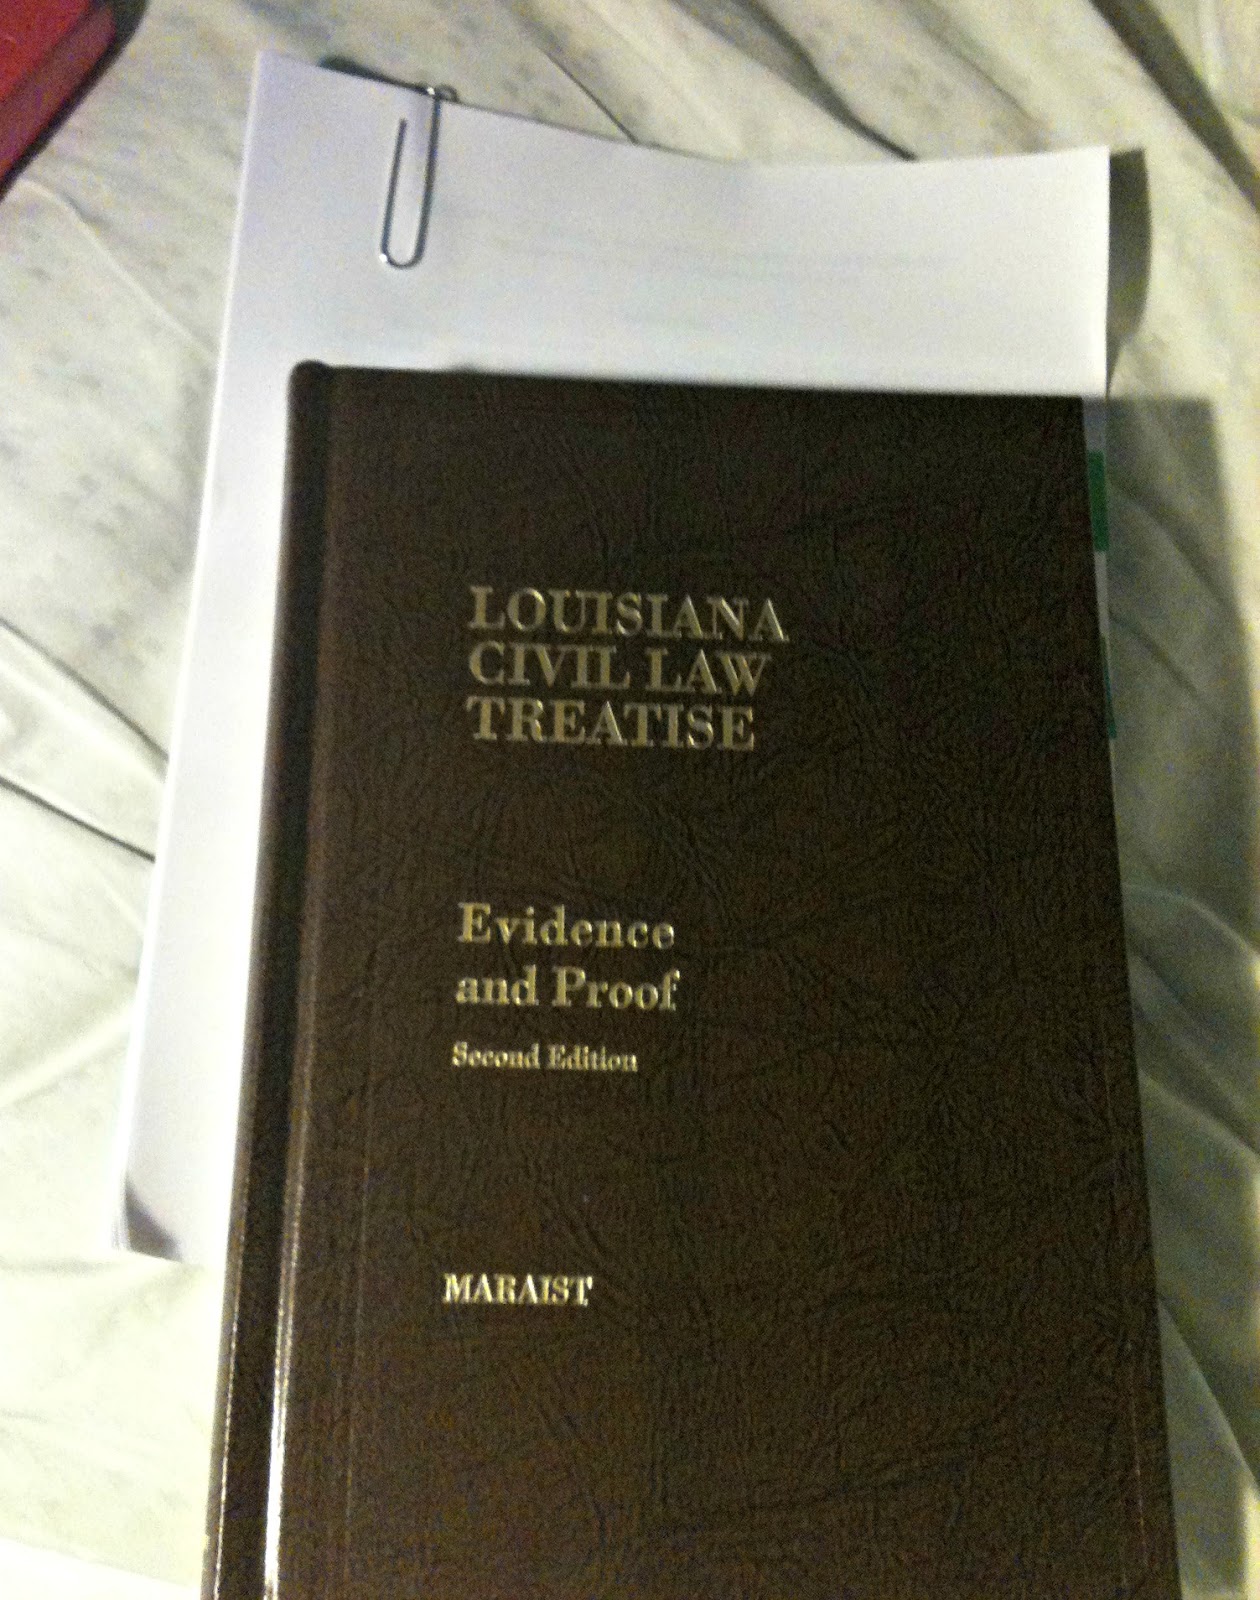 LOUISIANA
CIVIL LAW
TREATISE
Evidence
and Proof
Second Edition
MARAIST